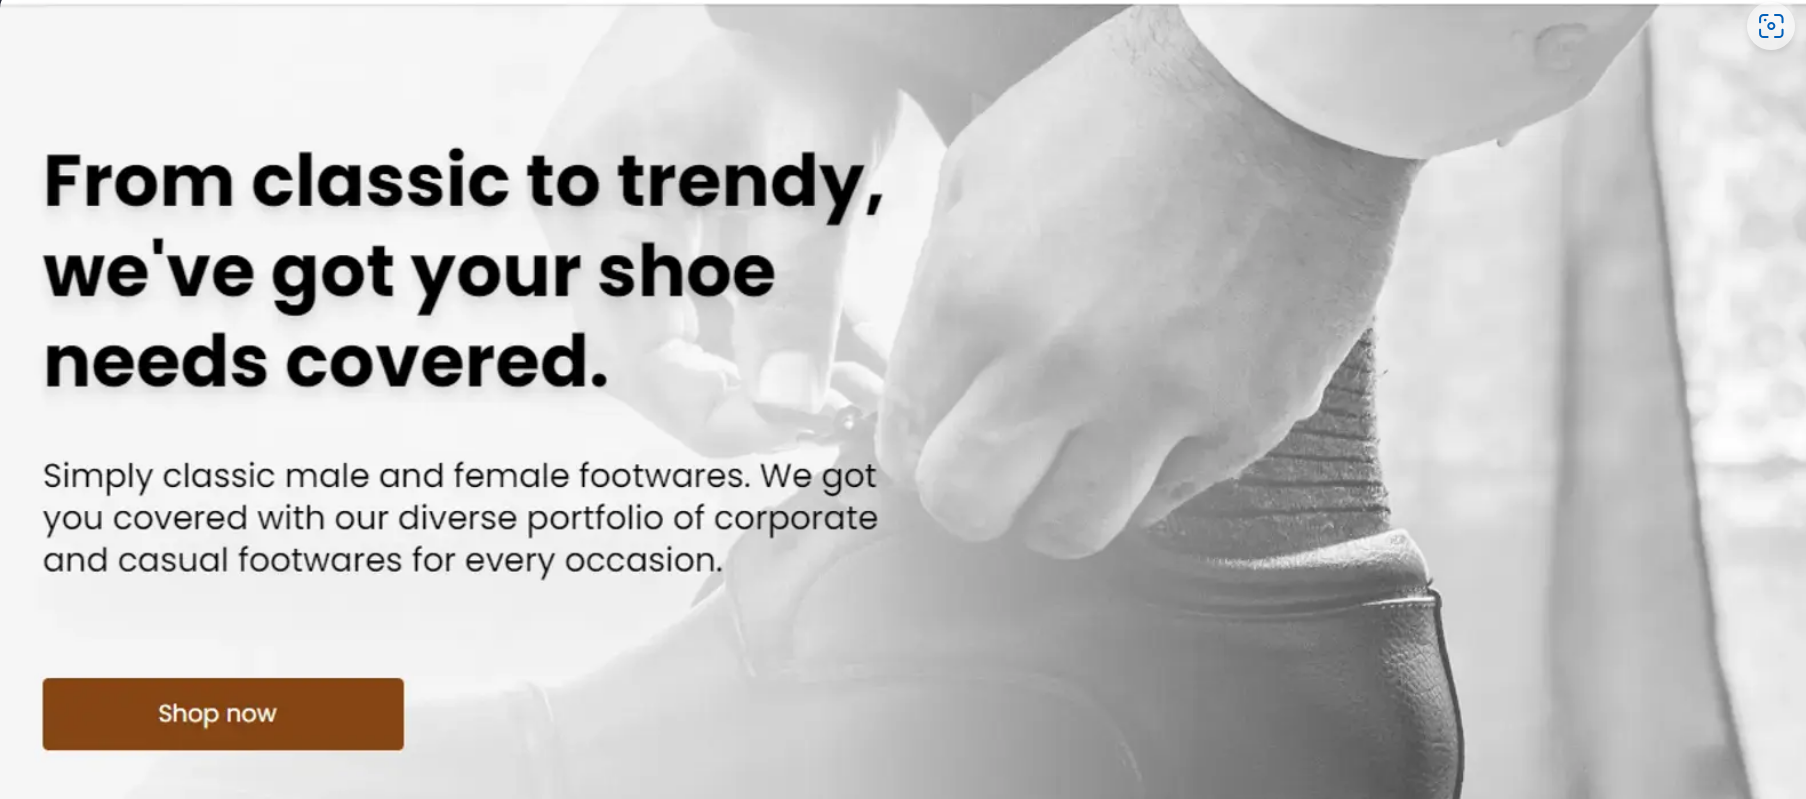 From classic to trendy,
we've got your shoe
needs covered.
Simply classic male and female footwares. We got
you covered with our diverse portfolio of corporate
and casual footwares for every occasion.
Shop now